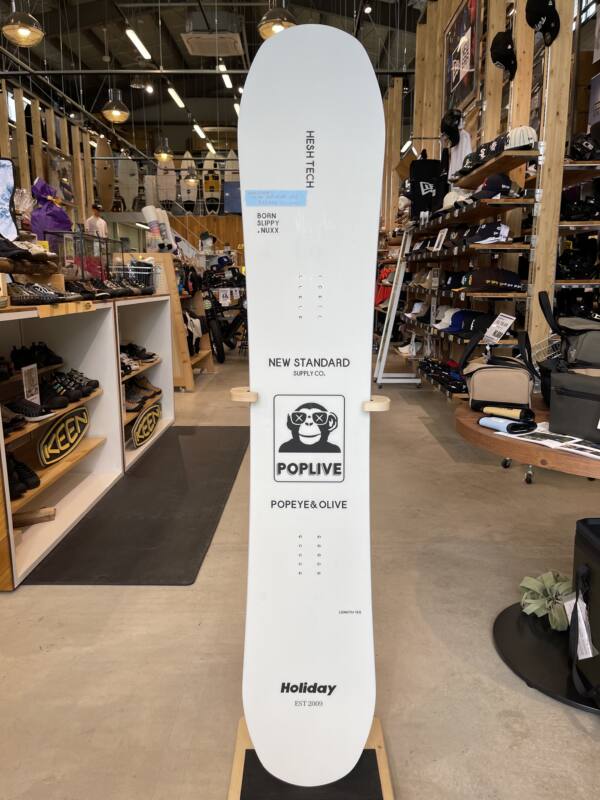 HESH TECH
BORN
SLIPPY
.NUXX
NEW STANDARD
SUPPLY CO.
POPLIVE
POPEYE & OLIVE
Holiday
EST 2009
KEEN
KEEN